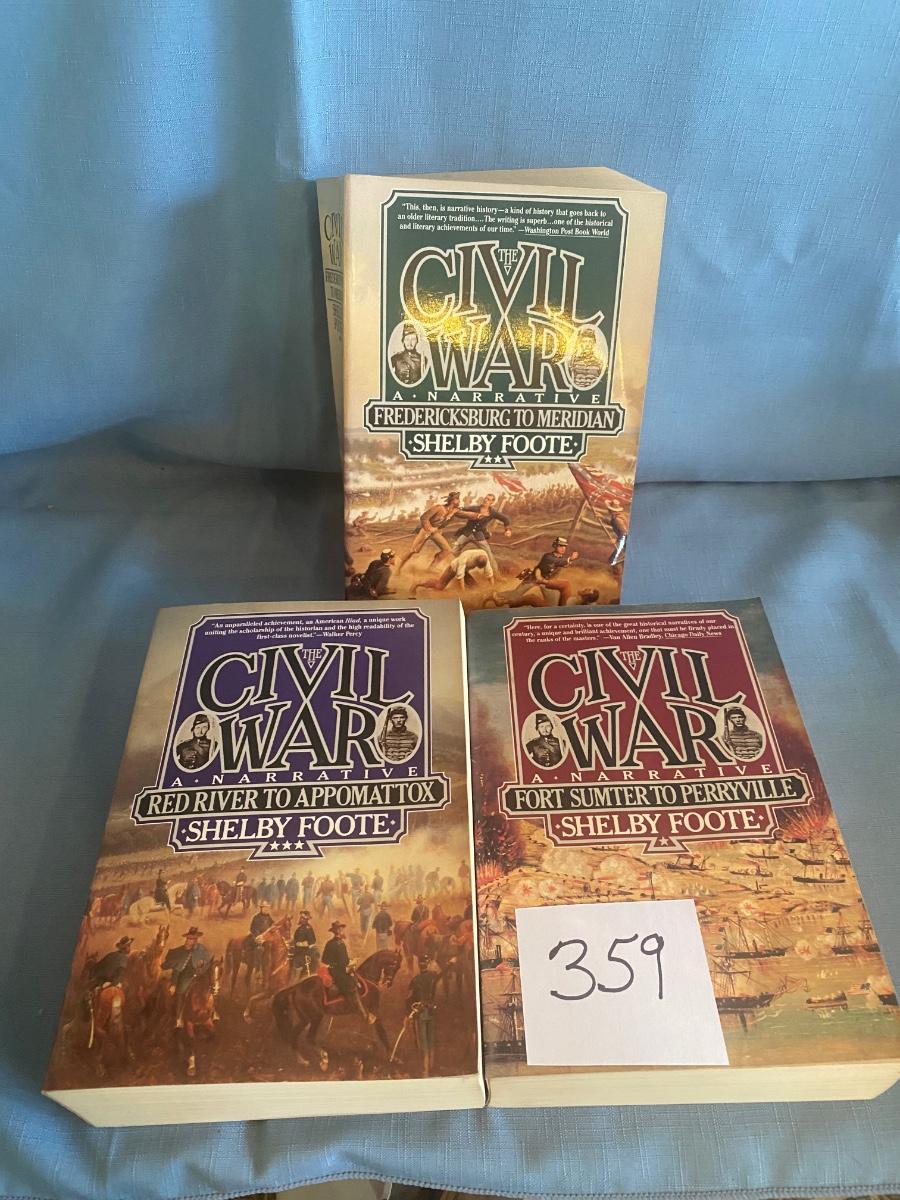 CIVIL
WAR
"This, then, is narrative history—a kind of history that goes back to
an older literary tradition....The writing is superb...one of the historical
and literary achievements of our time." —Washington Post Book World
THE
CIVIL
WAR
A·NARRATIVE
FREDERICKSBURG TO MERIDIAN
·SHELBY FOOTE·
★★
"An unparalleled achievement, an American Iliad, a unique work
uniting the scholarship of the historian and the high readability of the
first-class novelist."—Walker Percy
THE
CIVIL
WAR
A·NARRATIVE
RED RIVER TO APPOMATTOX
·SHELBY FOOTE·
★★★
"Here, for a certainty, is one of the great historical narratives of our
century, a unique and brilliant achievement, one that must be firmly placed in
the ranks of the masters." —Van Allen Bradley, Chicago Daily News
THE
CIVIL
WAR
A·NARRATIVE
FORT SUMTER TO PERRYVILLE
·SHELBY FOOTE·
★
359